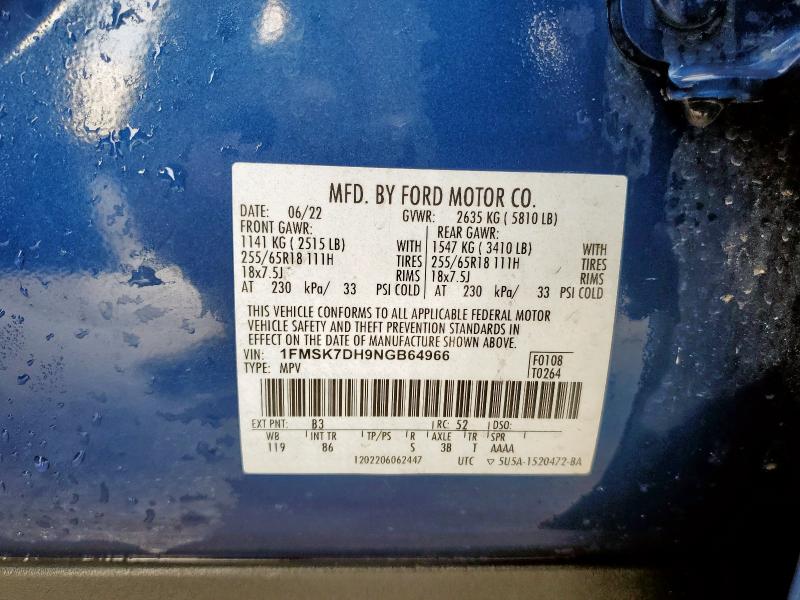 MFD. BY FORD MOTOR CO.
DATE: 06/22 GVWR: 2635 KG ( 5810 LB)
FRONT GAWR: REAR GAWR:
1141 KG ( 2515 LB) WITH 1547 KG ( 3410 LB) WITH
255/65R18 111H TIRES 255/65R18 111H TIRES
18x7.5J RIMS 18x7.5J RIMS
AT 230 kPa/ 33 PSI COLD AT 230 kPa/ 33 PSI COLD
THIS VEHICLE CONFORMS TO ALL APPLICABLE FEDERAL MOTOR
VEHICLE SAFETY AND THEFT PREVENTION STANDARDS IN
EFFECT ON THE DATE OF MANUFACTURE SHOWN ABOVE.
VIN: 1FMSK7DH9NGB64966 F0108
TYPE: MPV T0264
EXT PNT: B3 RC: 52 DSO:
WB INT TR TP/PS R AXLE TR SPR
119 86 S 3B T AAAA
1202206062447 UTC ▽ 5U5A-1520472-BA